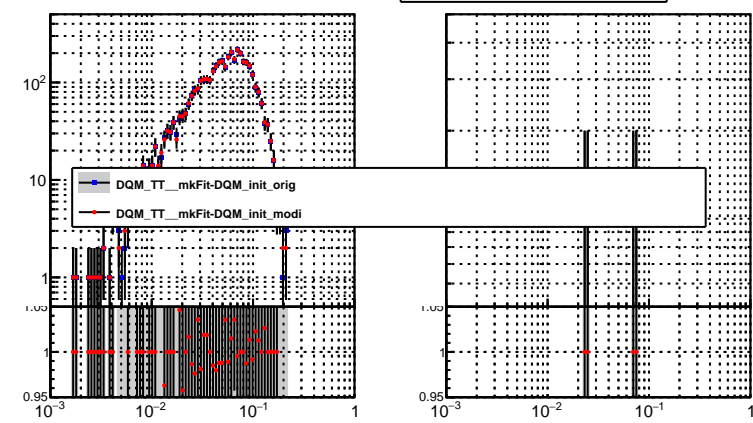 10²
10
DQM_TT__mkFit-DQM_init_orig
DQM_TT__mkFit-DQM_init_modi
1
1.05 1.05
1 1
0.95 0.95
10⁻³ 10⁻² 10⁻¹ 1 10⁻³ 10⁻² 10⁻¹ 1